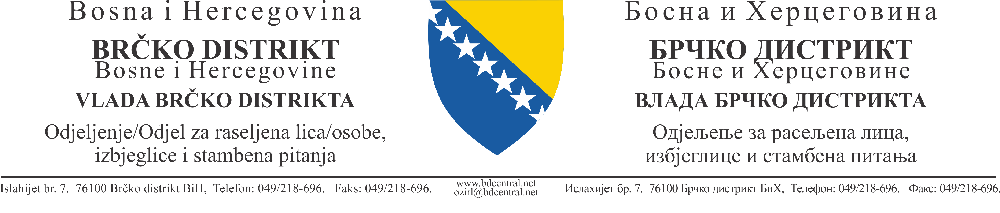 Bosna i Hercegovina
BRČKO DISTRIKT
Bosne i Hercegovine
VLADA BRČKO DISTRIKTA
Odjeljenje/Odjel za raseljena lica/osobe,
izbjeglice i stambena pitanja
Босна и Херцеговина
БРЧКО ДИСТРИКТ
Босне и Херцеговине
ВЛАДА БРЧКО ДИСТРИКТА
Одјељење за расељена лица,
избјеглице и стамбена питања
Islahijet br. 7. 76100 Brčko distrikt BiH, Telefon: 049/218-696. Faks: 049/218-696.
www.bdcentral.net
ozirl@bdcentral.net
Ислахијет бр. 7. 76100 Брчко дистрикт БиХ, Телефон: 049/218-696. Факс: 049/218-696.